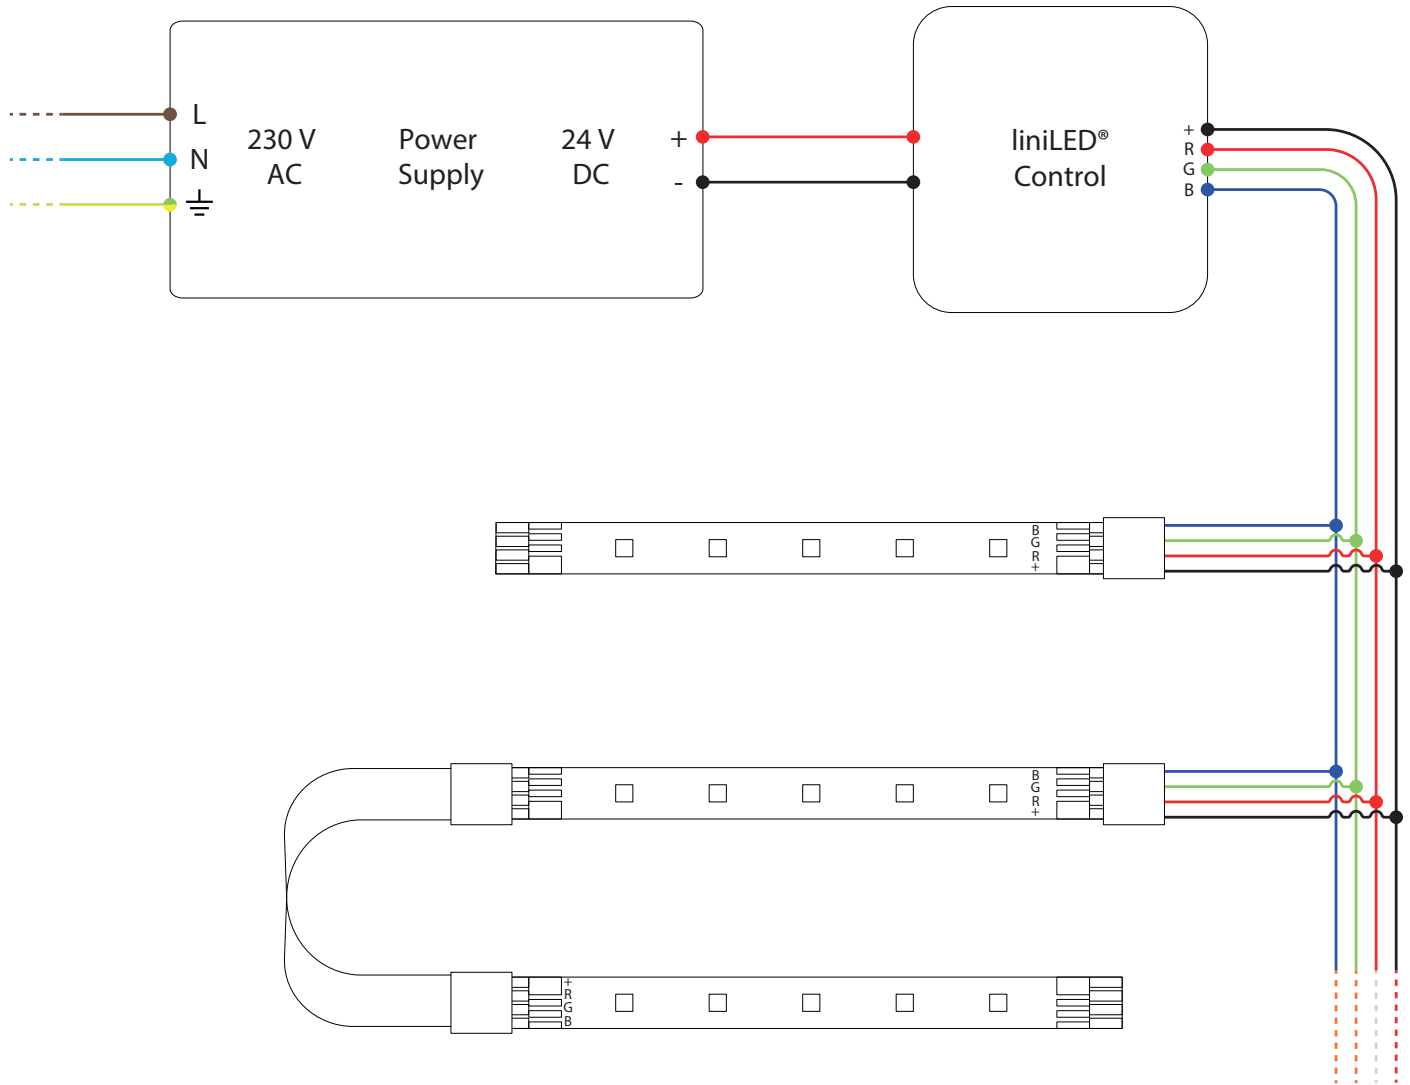 L
N
230 V
AC
Power
Supply
24 V
DC
+
-
liniLED®
Control
+
R
G
B
B
G
R
+
B
G
R
+
+
R
G
B